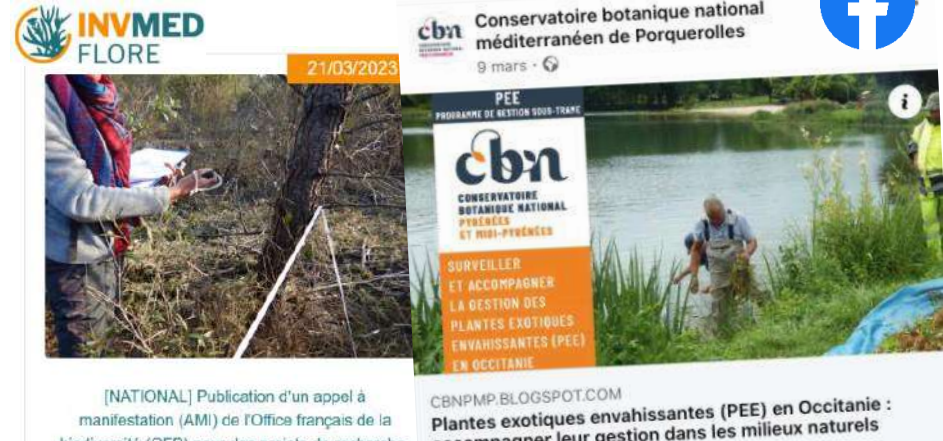 INVMED
FLORE
21/03/2023
[NATIONAL] Publication d'un appel à
manifestation (AMI) de l'Office français de la
cbn
Conservatoire botanique national
méditerranéen de Porquerolles
9 mars
PEE
PROGRAMME DE GESTION SOUS-TRAME
cbn
CONSERVATOIRE
BOTANIQUE NATIONAL
PYRÉNÉES
ET MIDI-PYRÉNÉES
SURVEILLER
ET ACCOMPAGNER
LA GESTION DES
PLANTES EXOTIQUES
ENVAHISSANTES (PEE)
EN OCCITANIE
CBNPMP.BLOGSPOT.COM
Plantes exotiques envahissantes (PEE) en Occitanie :
accompagner leur gestion dans les milieux naturels